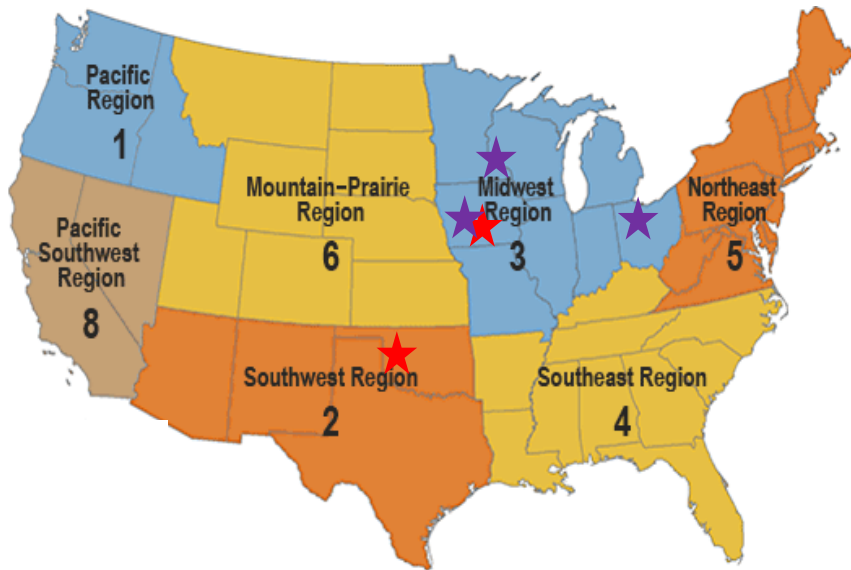 Pacific
Region
1
Pacific
Southwest
Region
8
Mountain-Prairie
Region
6
Southwest Region
2
Midwest
Region
3
Southeast Region
4
Northeast
Region
5